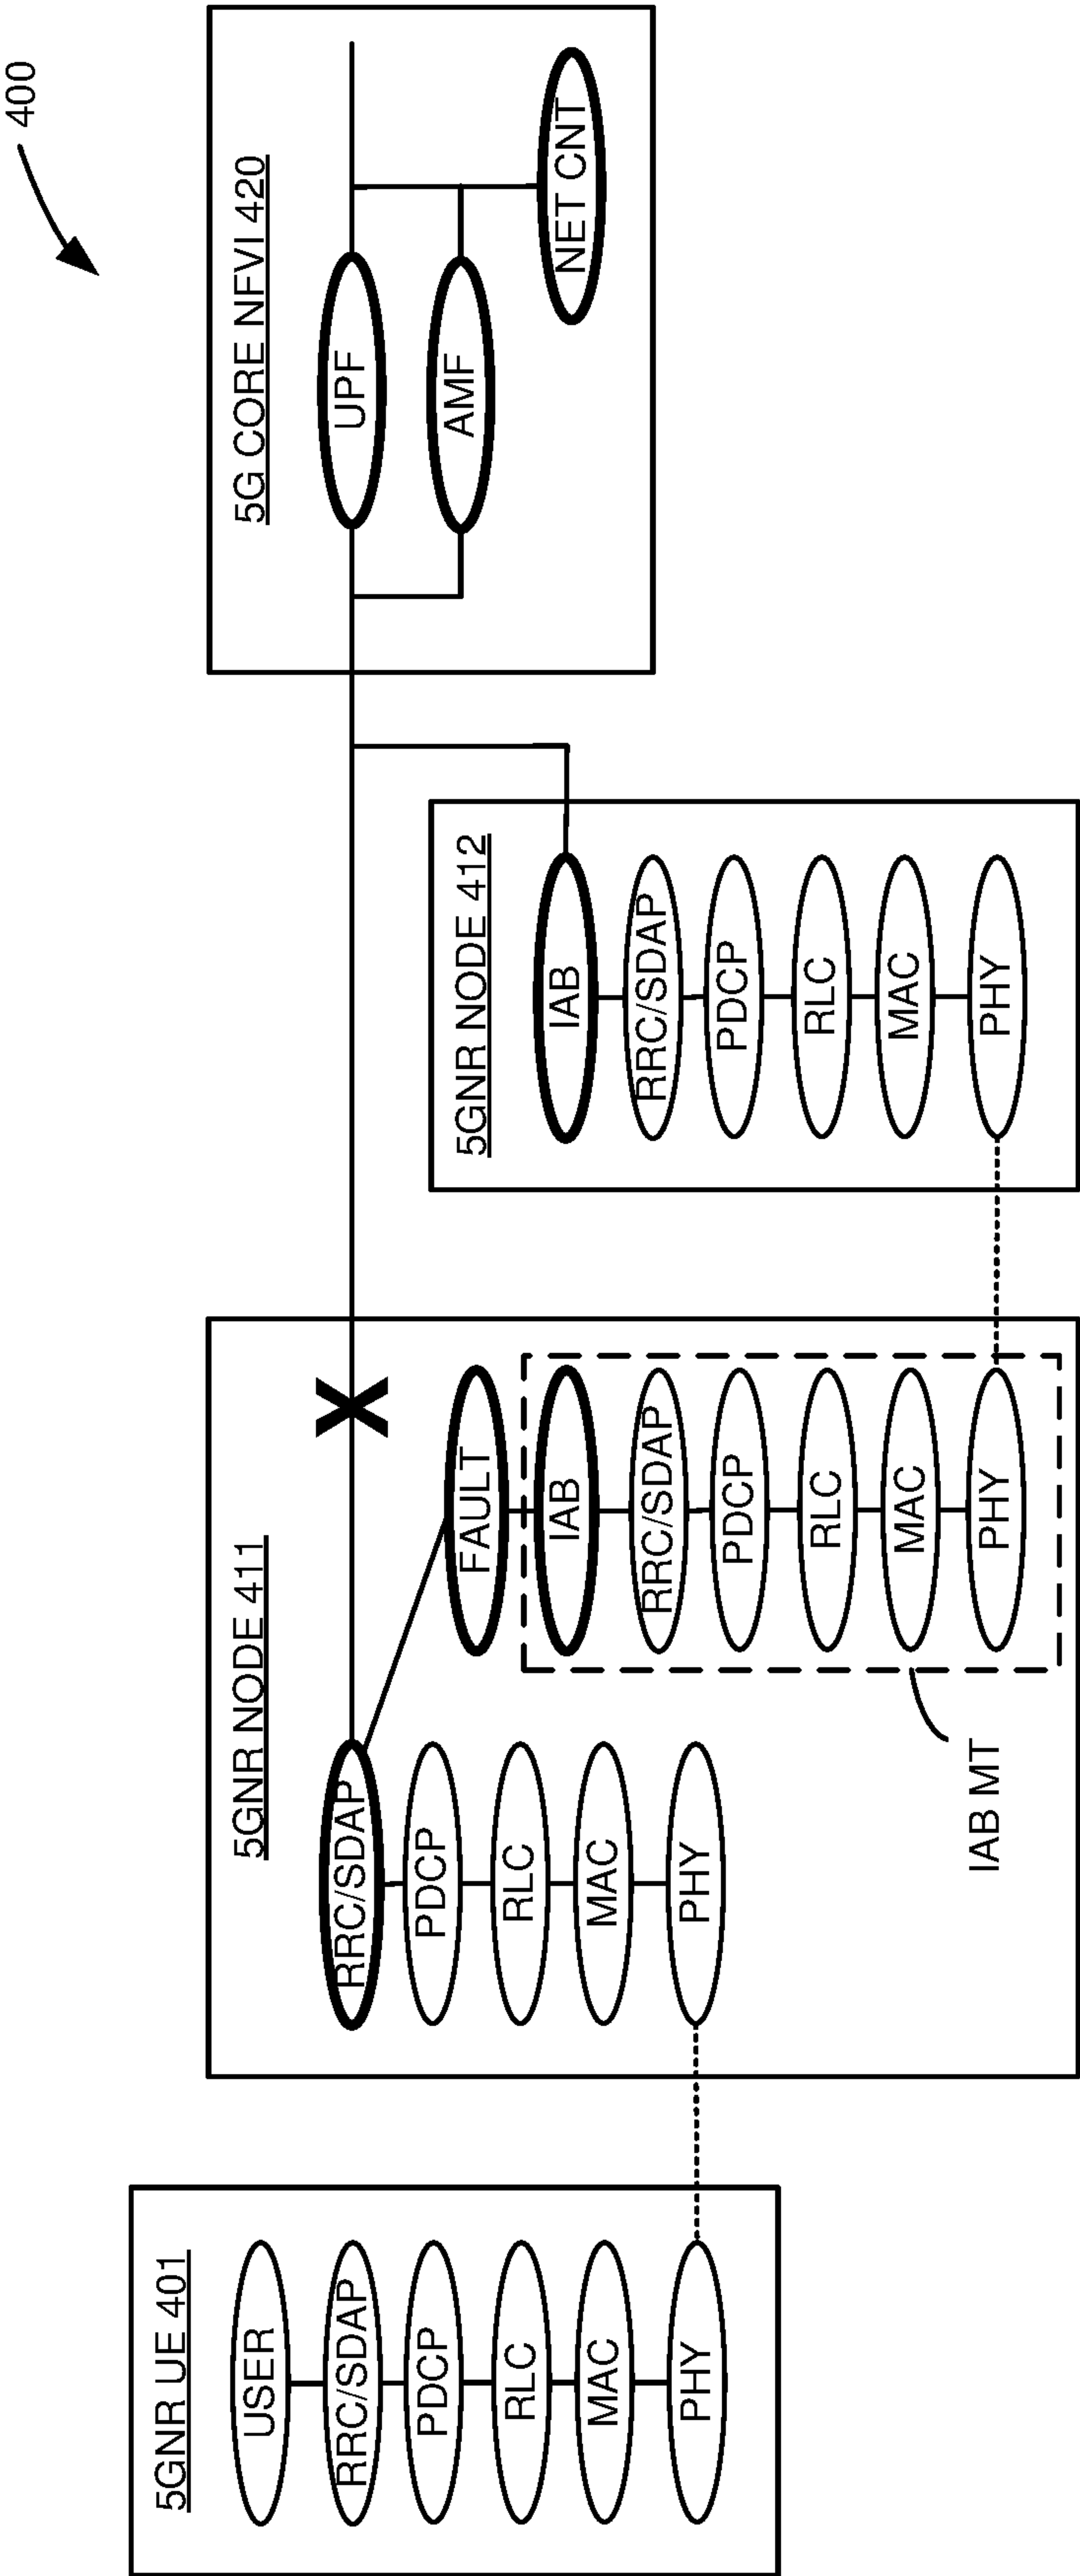 400
5GNR UE 401
USER
RRC/SDAP
PDCP
RLC
MAC
PHY
5GNR NODE 411
RRC/SDAP
PDCP
RLC
MAC
PHY
X
FAULT
IAB
RRC/SDAP
PDCP
RLC
MAC
PHY
IAB MT
5GNR NODE 412
IAB
RRC/SDAP
PDCP
RLC
MAC
PHY
5G CORE NFVI 420
UPF
AMF
NET CNT